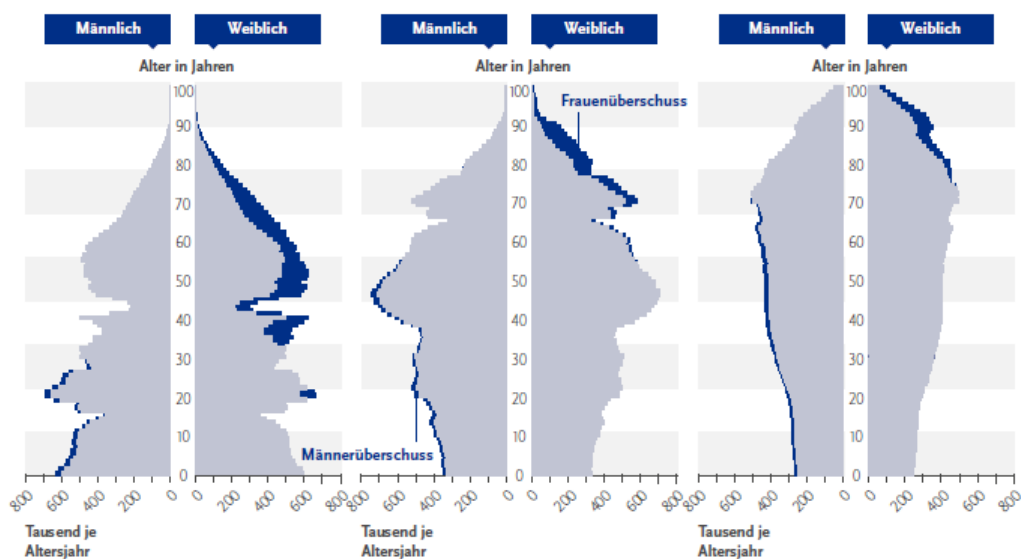 Männlich Weiblich Männlich Weiblich Männlich Weiblich
Alter in Jahren Alter in Jahren Alter in Jahren
100 100 100
Frauenüberschuss
90 90 90
80 80 80
70 70 70
60 60 60
50 50 50
40 40 40
30 30 30
20 20 20
10 10 10
Männerüberschuss
0 0 0
800 600 400 200 0 0 200 400 600 800 800 600 400 200 0 0 200 400 600 800 800 600 400 200 0 0 200 400 600 800
Tausend je Tausend je Tausend je
Altersjahr Altersjahr Altersjahr